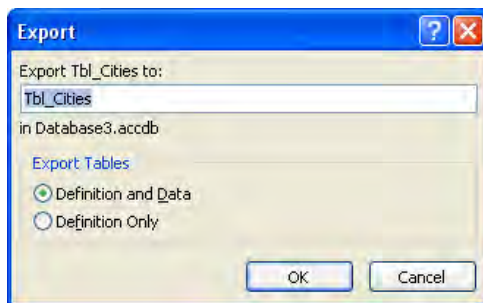 Export
Export Tbl_Cities to:
Tbl_Cities
in Database3.accdb
Export Tables
Definition and Data
Definition Only
OK Cancel